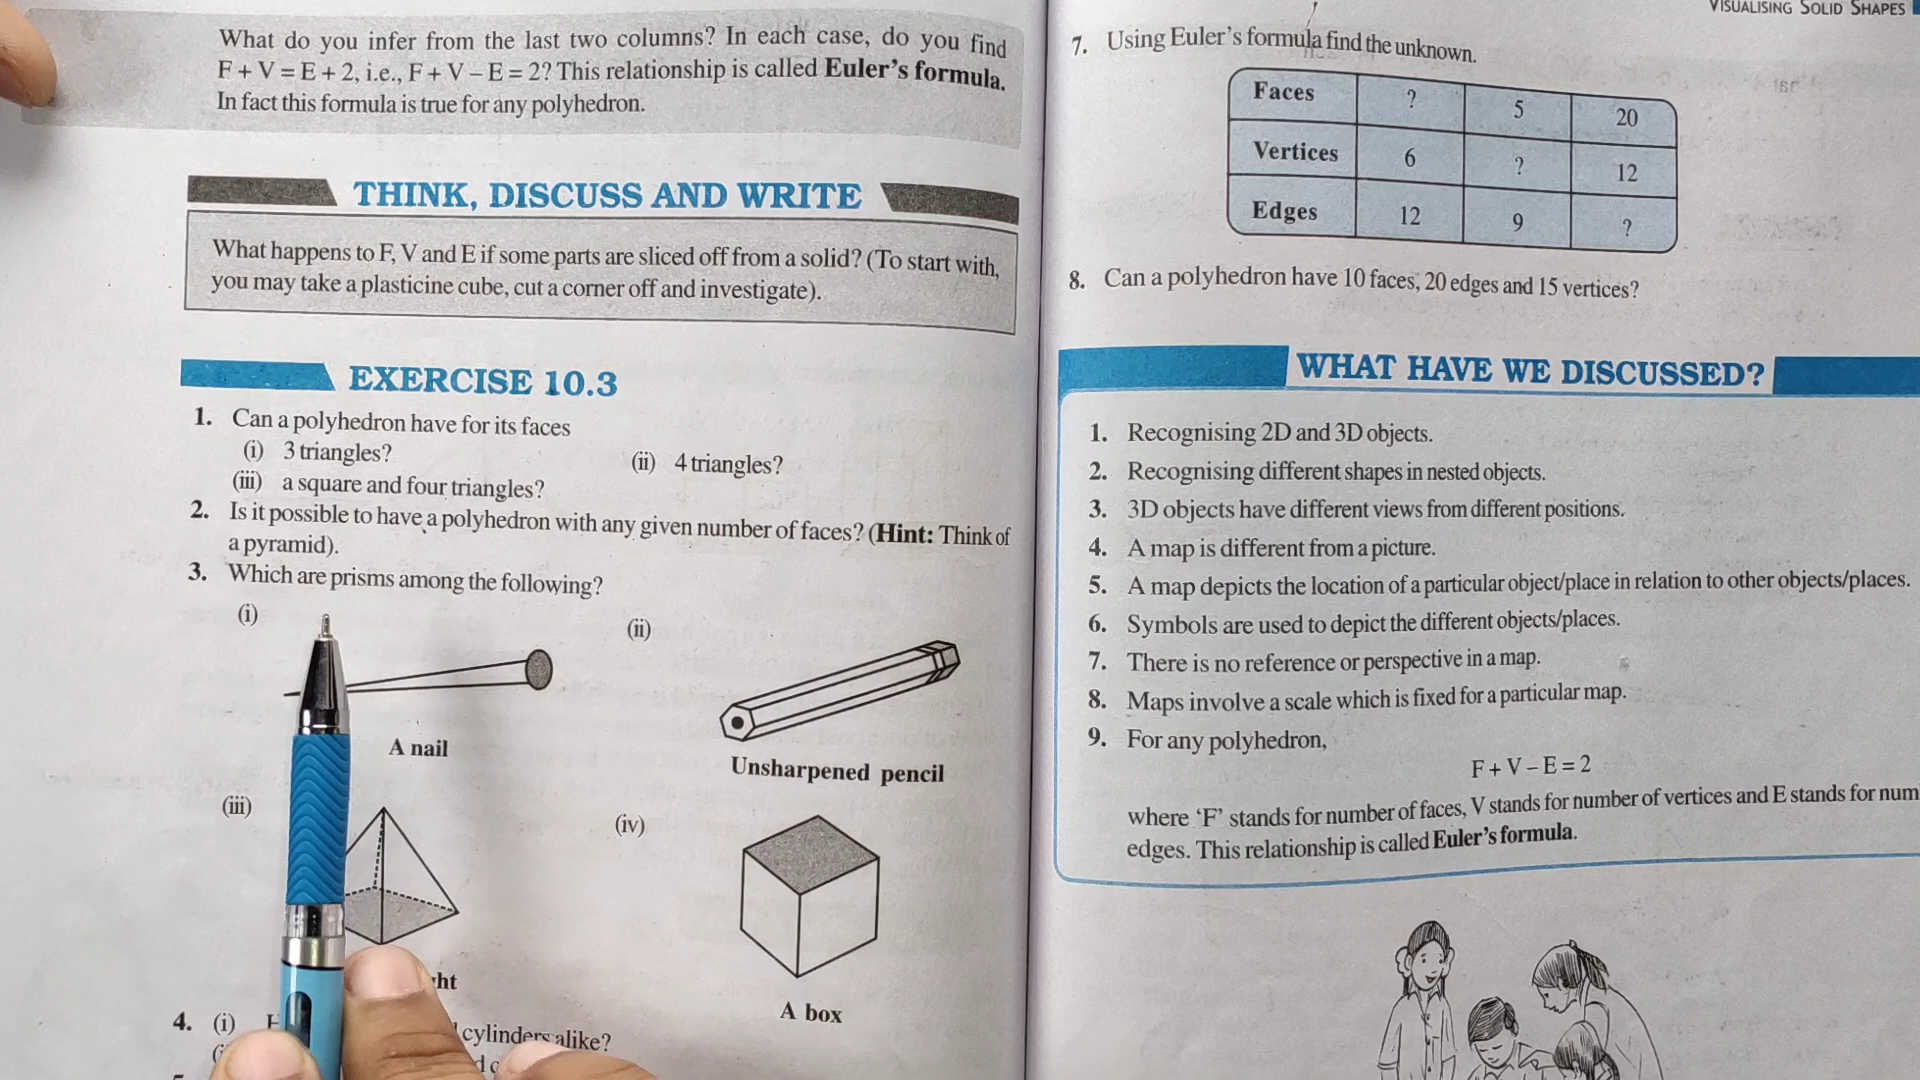 What do you infer from the last two columns? In each case, do you find
F + V = E + 2, i.e., F + V – E = 2? This relationship is called Euler's formula.
In fact this formula is true for any polyhedron.
THINK, DISCUSS AND WRITE
What happens to F, V and E if some parts are sliced off from a solid? (To start with,
you may take a plasticine cube, cut a corner off and investigate).
EXERCISE 10.3
1. Can a polyhedron have for its faces
(i) 3 triangles? (ii) 4 triangles?
(iii) a square and four triangles?
2. Is it possible to have a polyhedron with any given number of faces? (Hint: Think of
a pyramid).
3. Which are prisms among the following?
(i) (ii)
A nail Unsharpened pencil
(iii) (iv)
ht
A box
4. (i) cylinders alike?
VISUALISING SOLID SHAPES
7. Using Euler's formula find the unknown.
Faces ? 5 20
Vertices 6 ? 12
Edges 12 9 ?
8. Can a polyhedron have 10 faces, 20 edges and 15 vertices?
WHAT HAVE WE DISCUSSED?
1. Recognising 2D and 3D objects.
2. Recognising different shapes in nested objects.
3. 3D objects have different views from different positions.
4. A map is different from a picture.
5. A map depicts the location of a particular object/place in relation to other objects/places.
6. Symbols are used to depict the different objects/places.
7. There is no reference or perspective in a map.
8. Maps involve a scale which is fixed for a particular map.
9. For any polyhedron,
F + V – E = 2
where 'F' stands for number of faces, V stands for number of vertices and E stands for num
edges. This relationship is called Euler's formula.